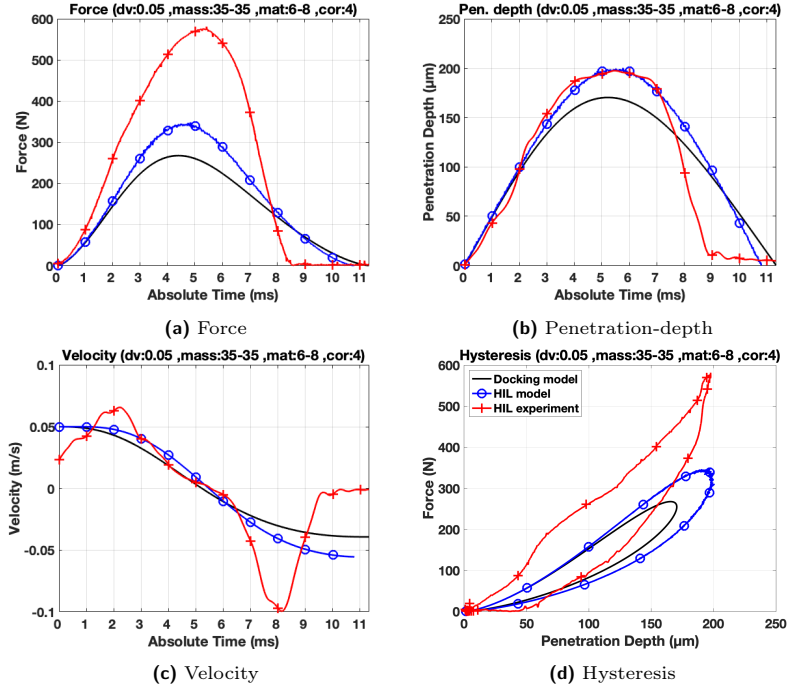 Force (dv:0.05 ,mass:35-35 ,mat:6-8 ,cor:4)
600
500
400
300
200
100
0
Force (N)
0 1 2 3 4 5 6 7 8 9 10 11
Absolute Time (ms)
(a) Force
Pen. depth (dv:0.05 ,mass:35-35 ,mat:6-8 ,cor:4)
250
200
150
100
50
0
Penetration Depth (µm)
0 1 2 3 4 5 6 7 8 9 10 11
Absolute Time (ms)
(b) Penetration-depth
Velocity (dv:0.05 ,mass:35-35 ,mat:6-8 ,cor:4)
0.1
0.05
0
-0.05
-0.1
Velocity (m/s)
0 1 2 3 4 5 6 7 8 9 10 11
Absolute Time (ms)
(c) Velocity
Hysteresis (dv:0.05 ,mass:35-35 ,mat:6-8 ,cor:4)
Docking model
HIL model
HIL experiment
600
500
400
300
200
100
0
Force (N)
0 50 100 150 200 250
Penetration Depth (µm)
(d) Hysteresis